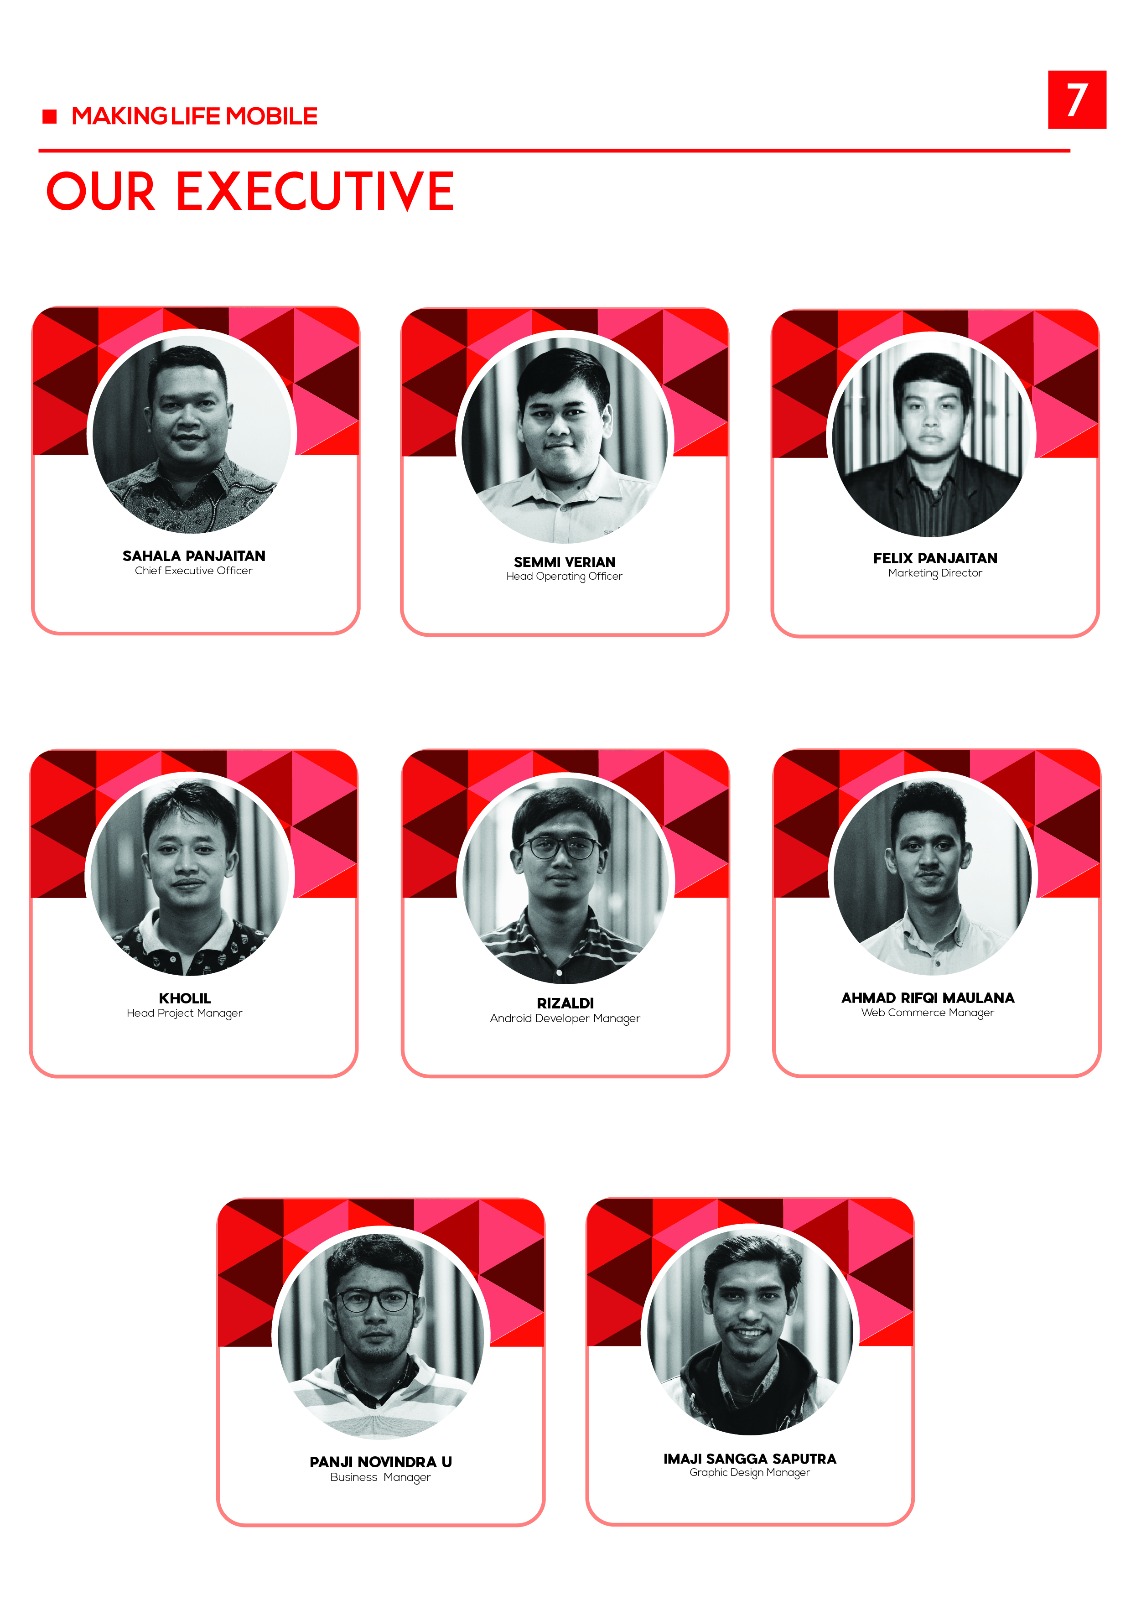 MAKING LIFE MOBILE
7
OUR EXECUTIVE
SAHALA PANJAITAN
Chief Executive Officer
SEMMI VERIAN
Head Operating Officer
FELIX PANJAITAN
Marketing Director
KHOLIL
Head Project Manager
RIZALDI
Android Developer Manager
AHMAD RIFQI MAULANA
Web Commerce Manager
PANJI NOVINDRA U
Business Manager
IMAJI SANGGA SAPUTRA
Graphic Design Manager